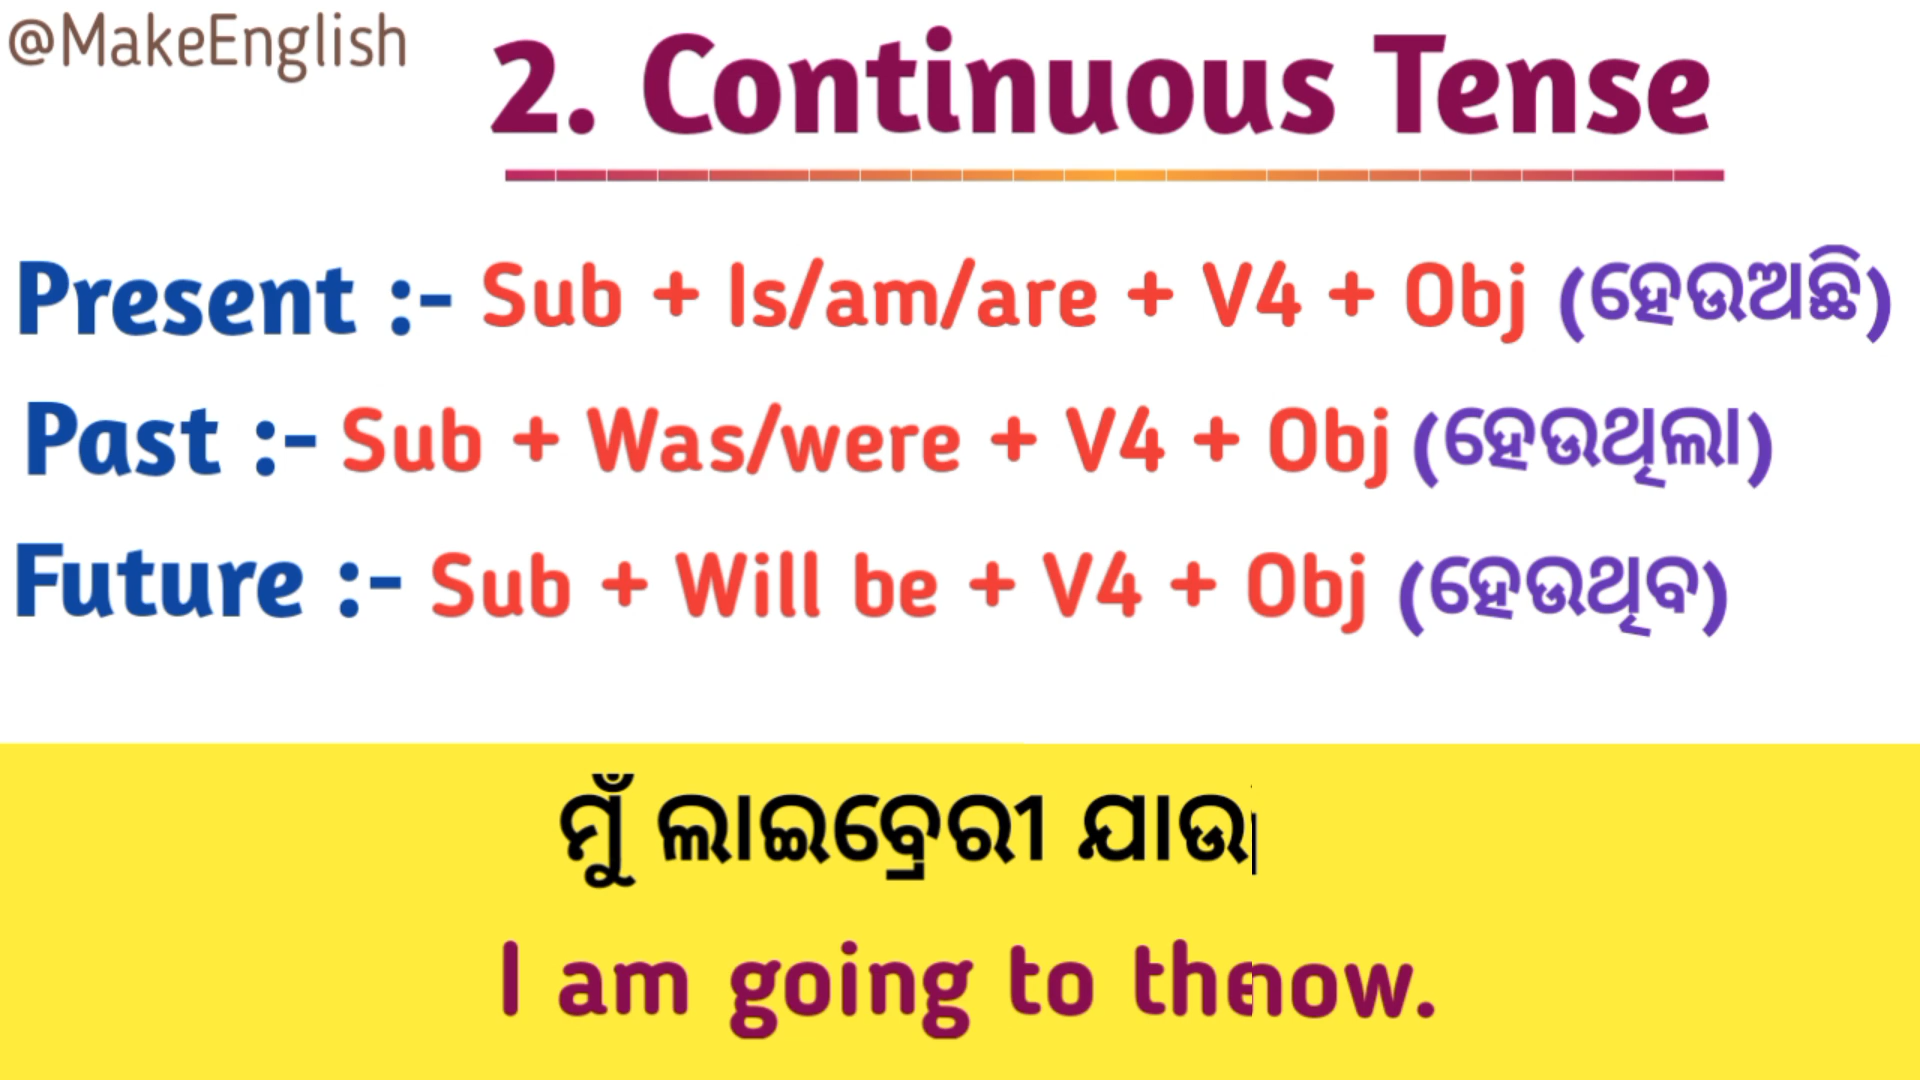 @MakeEnglish
2. Continuous Tense
Present :- Sub + Is/am/are + V4 + Obj (ହେଉଅଛି)
Past :- Sub + Was/were + V4 + Obj (ହେଉଥିଲା)
Future :- Sub + Will be + V4 + Obj (ହେଉଥିବ)
ମୁଁ ଲାଇବ୍ରେରୀ ଯାଉ
I am going to